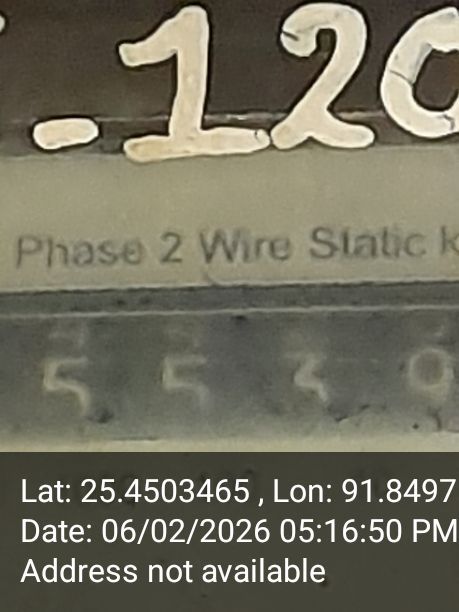 -120
Phase 2 Wire Static k
5 5 3 9
Lat: 25.4503465 , Lon: 91.8497
Date: 06/02/2026 05:16:50 PM
Address not available